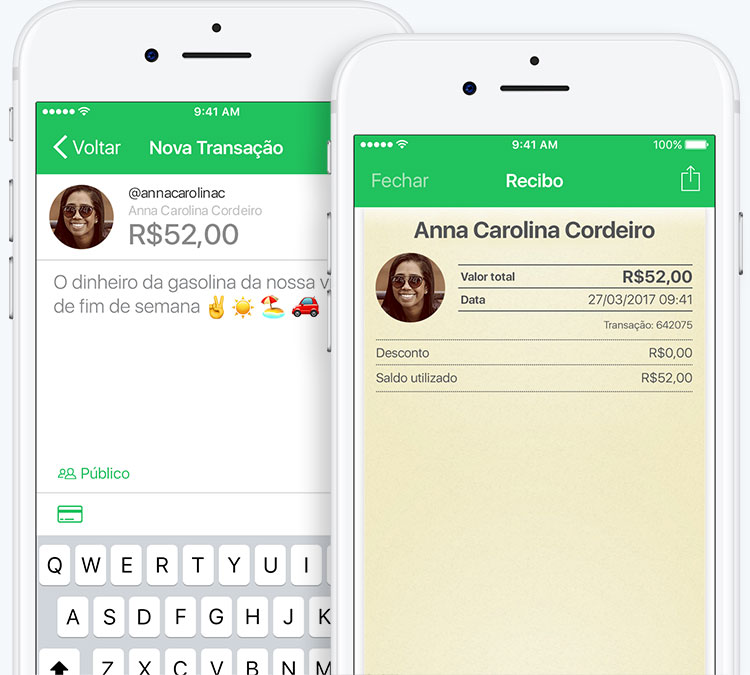 9:41 AM
Voltar
Nova Transação
@annacarolinac
Anna Carolina Cordeiro
R$52,00
O dinheiro da gasolina da nossa v
de fim de semana ✌️☀️🏖️🚗
Público
Q W E R T Y U I
A S D F G H J K
Z X C V B N M
9:41 AM
100%
Fechar
Recibo
Anna Carolina Cordeiro
Valor total R$52,00
Data 27/03/2017 09:41
Transação: 642075
Desconto R$0,00
Saldo utilizado R$52,00